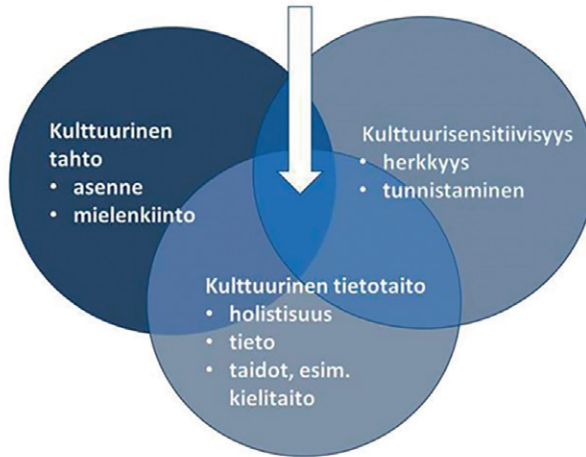 Kulttuurinen
tahto
• asenne
• mielenkiinto
Kulttuurisensitiivisyys
• herkkyys
• tunnistaminen
Kulttuurinen tietotaito
• holistisuus
• tieto
• taidot, esim.
kielitaito